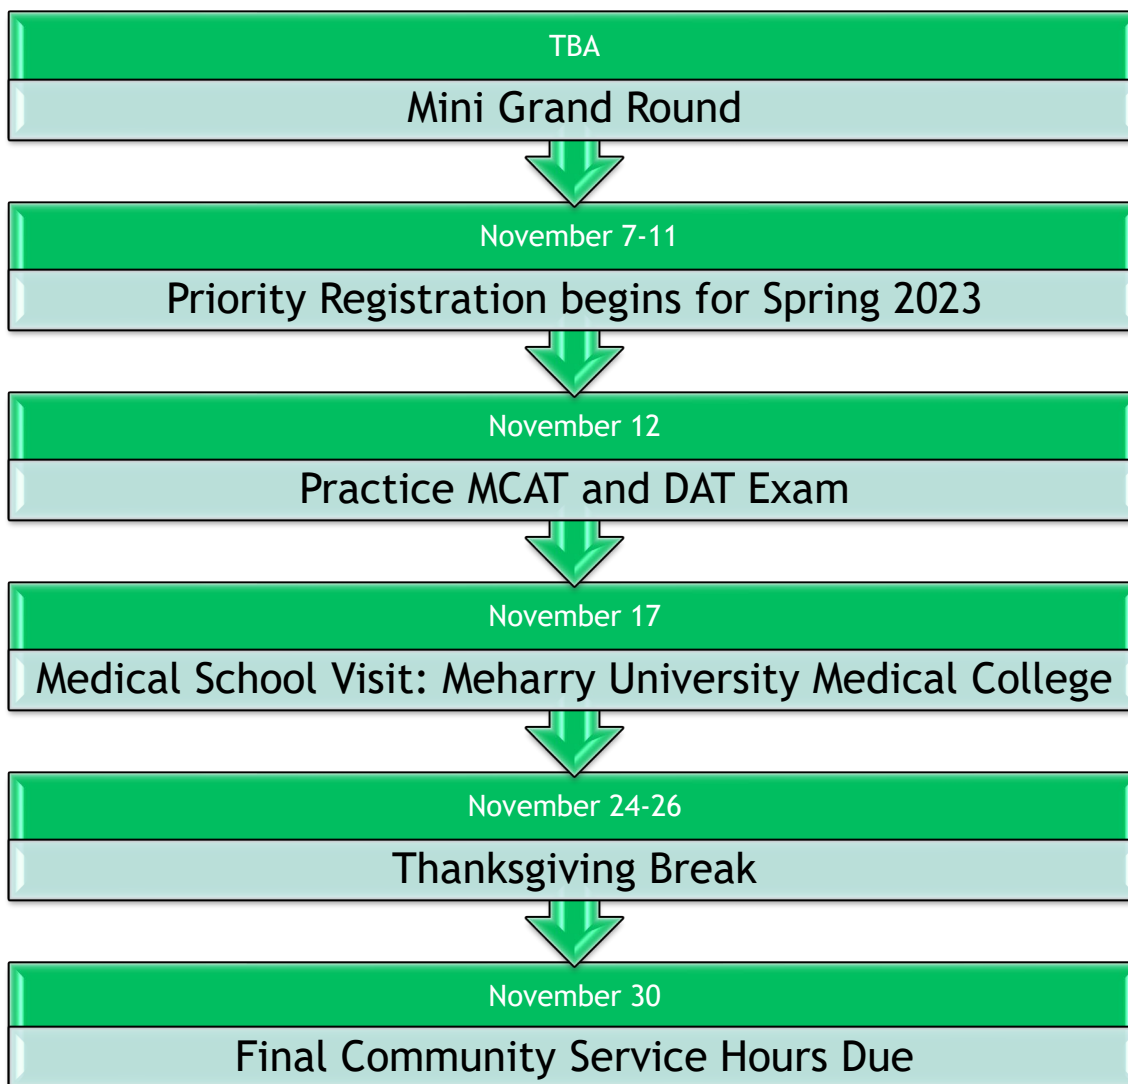 TBA
Mini Grand Round
November 7-11
Priority Registration begins for Spring 2023
November 12
Practice MCAT and DAT Exam
November 17
Medical School Visit: Meharry University Medical College
November 24-26
Thanksgiving Break
November 30
Final Community Service Hours Due